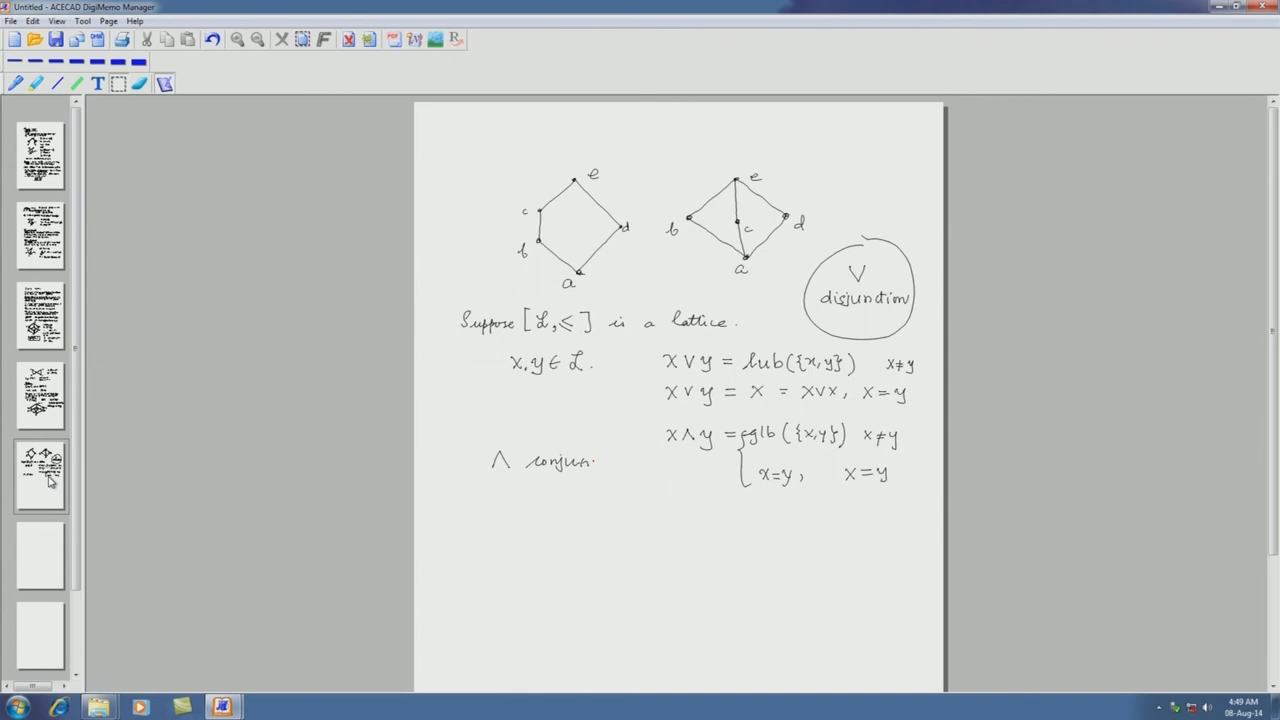 Untitled - ACECAD DigiMemo Manager
File Edit View Tool Page Help
e e
c d b c d
b
a a
V
disjunction
Suppose [L, ≤] is a lattice.
x, y ∈ L. x ∨ y = lub({x,y}) x≠y
x ∨ y = x = x∨x, x = y
x ∧ y = glb({x,y}) x≠y
x=y, x=y
∧ conjun
4:49 AM
08-Aug-14